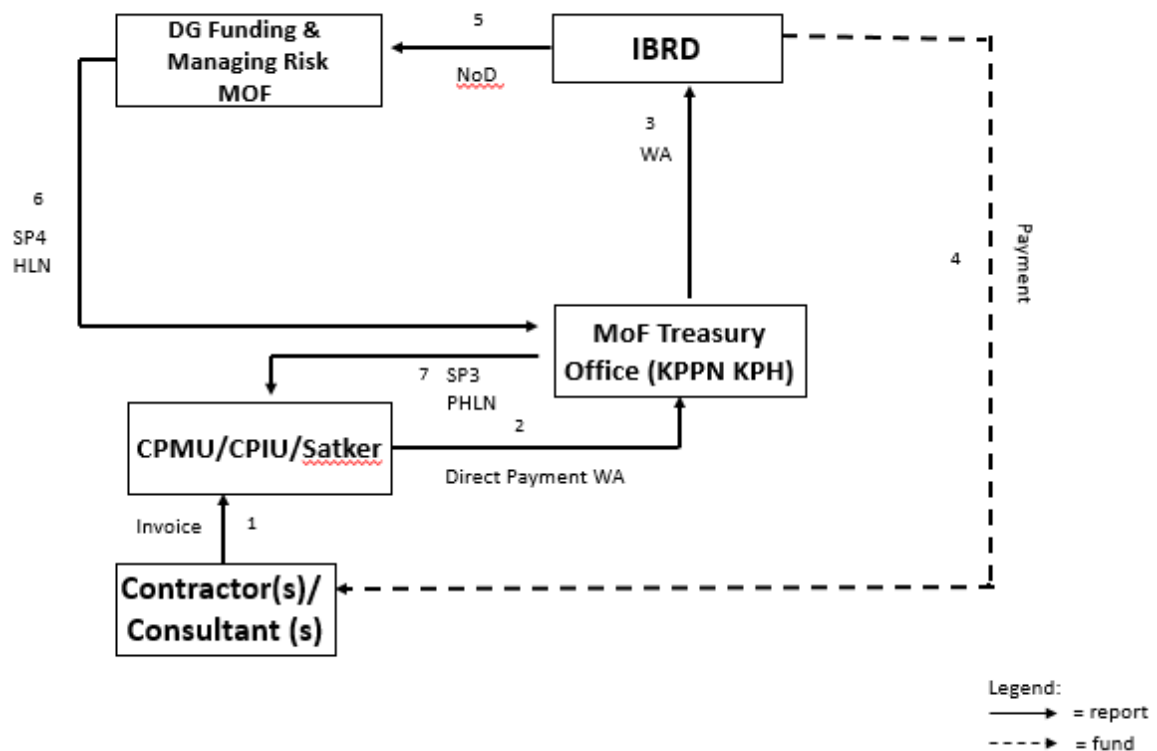 5
DG Funding &
Managing Risk
MOF
IBRD
NoD
3
WA
6
SP4
HLN
4
Payment
MoF Treasury
Office (KPPN KPH)
7 SP3
PHLN
2
CPMU/CPIU/Satker
Direct Payment WA
Invoice 1
Contractor(s)/
Consultant (s)
Legend:
= report
= fund